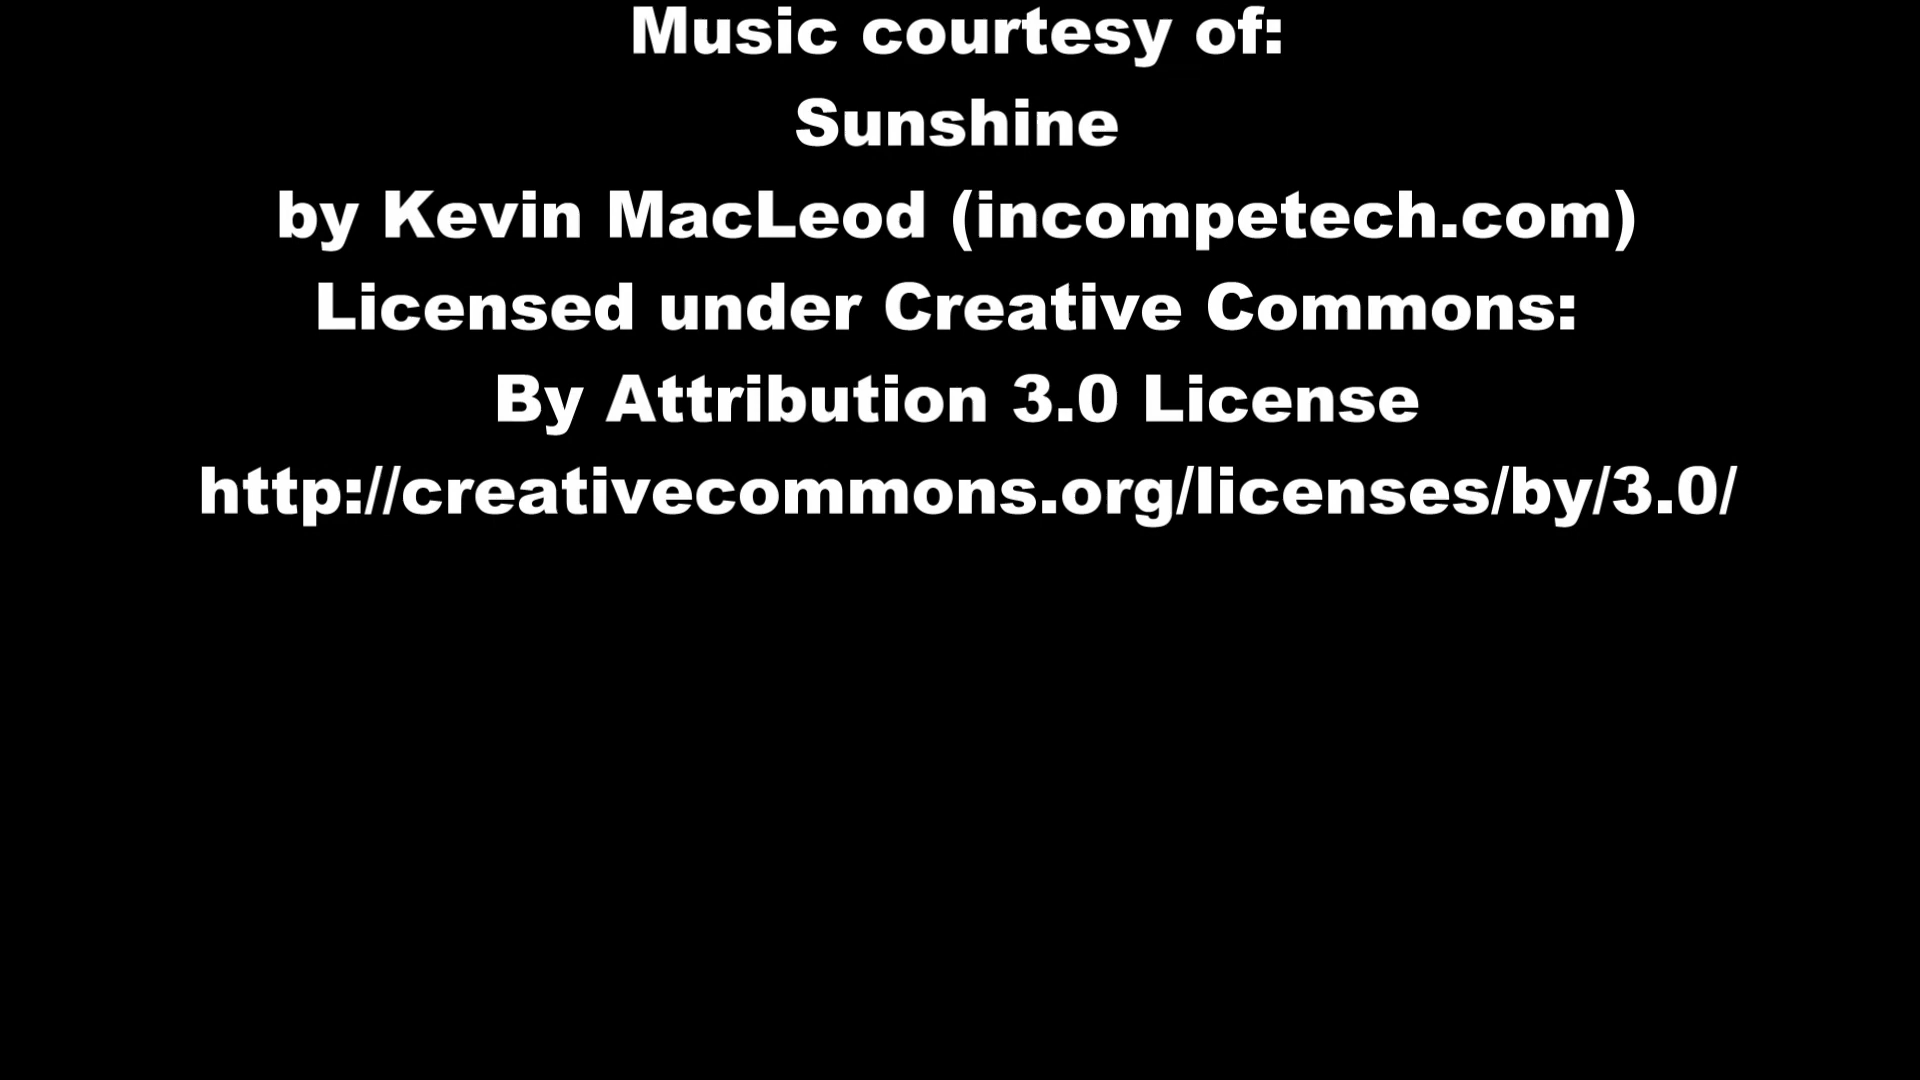 Music courtesy of:
Sunshine
by Kevin MacLeod (incompetech.com)
Licensed under Creative Commons:
By Attribution 3.0 License
http://creativecommons.org/licenses/by/3.0/